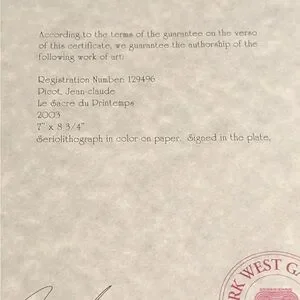 According to the terms of the guarantee on the verso
of this certificate, we guarantee the authorship of the
following work of art:
Registration Number: 129496
Picot, Jean-claude
Le Sacre du Printemps
2003
7" x 8 3/4"
Seriolithograph in color on paper. Signed in the plate.
RK WEST GA